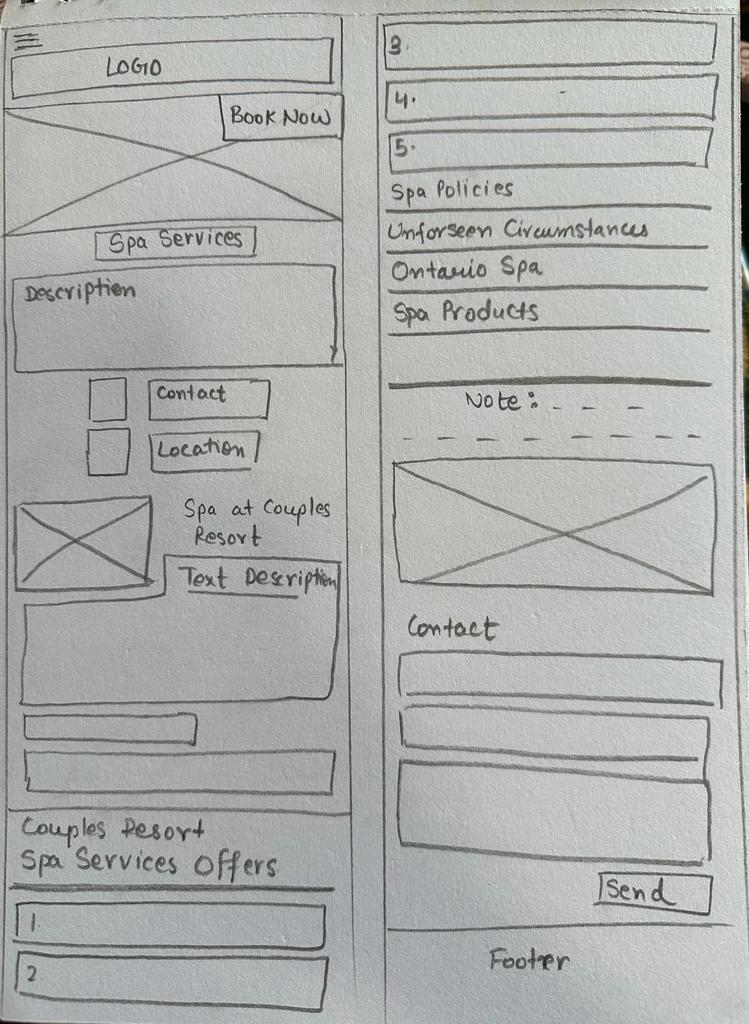 LOGO
Book Now
Spa Services
Description
Contact
Location
Spa at Couples
Resort
Text Description
Couples Resort
Spa Services Offers
1.
2.
3.
4.
5.
Spa Policies
Unforseen Circumstances
Ontario Spa
Spa Products
Note:
Contact
Send
Footer